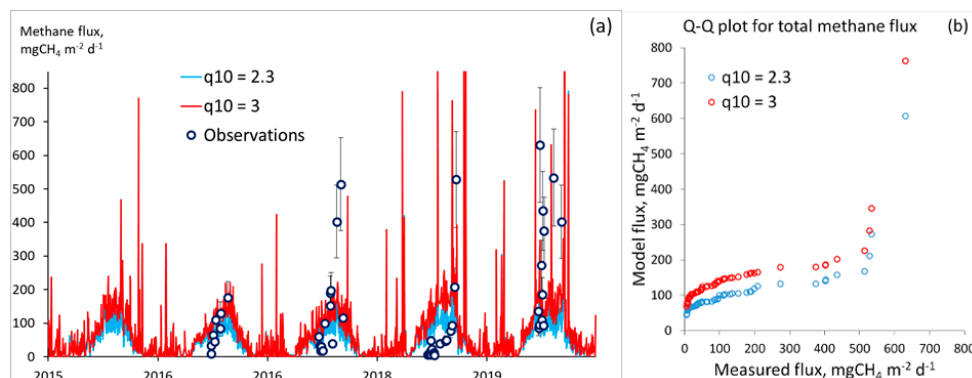 Methane flux,
mgCH₄ m⁻² d⁻¹
(a)
q10 = 2.3
q10 = 3
Observations
800
700
600
500
400
300
200
100
0
2015
2016
2016
2017
2018
2019
Q-Q plot for total methane flux
(b)
q10 = 2.3
q10 = 3
Model flux, mgCH₄ m⁻² d⁻¹
800
700
600
500
400
300
200
100
0
0 100 200 300 400 500 600 700 800
Measured flux, mgCH₄ m⁻² d⁻¹